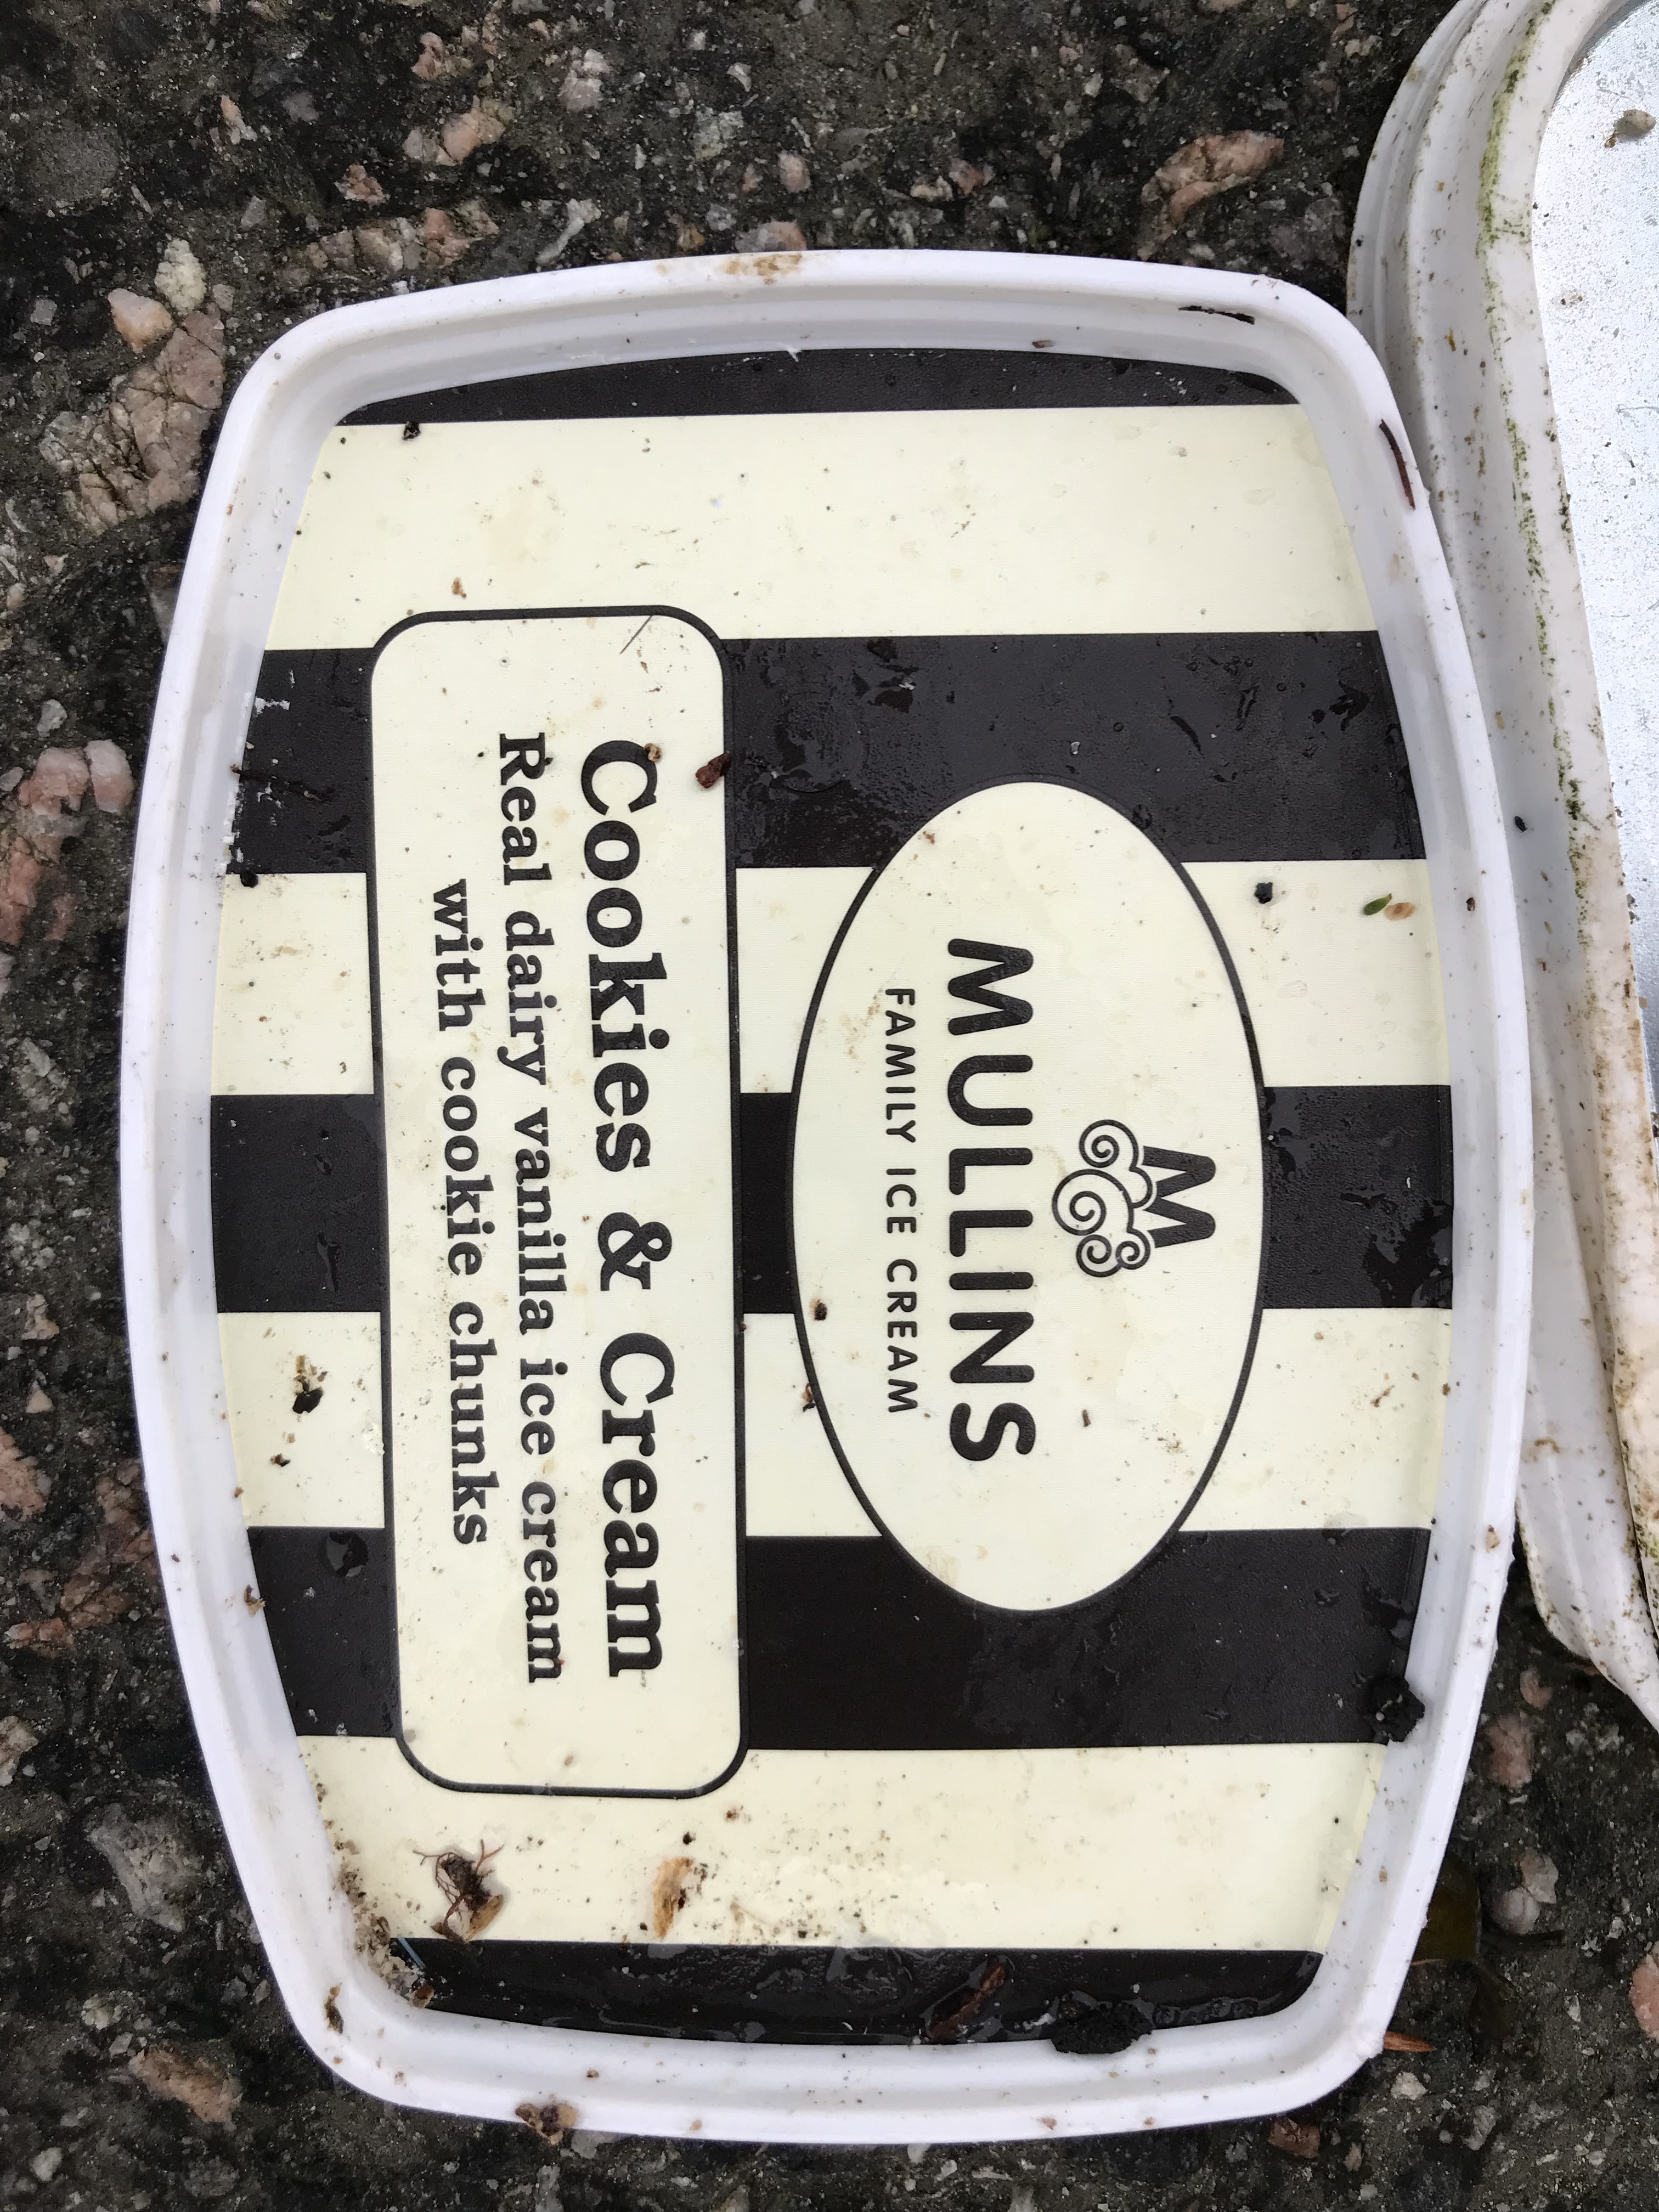 M
MULLINS
FAMILY ICE CREAM
Cookies & Cream
Real dairy vanilla ice cream
with cookie chunks